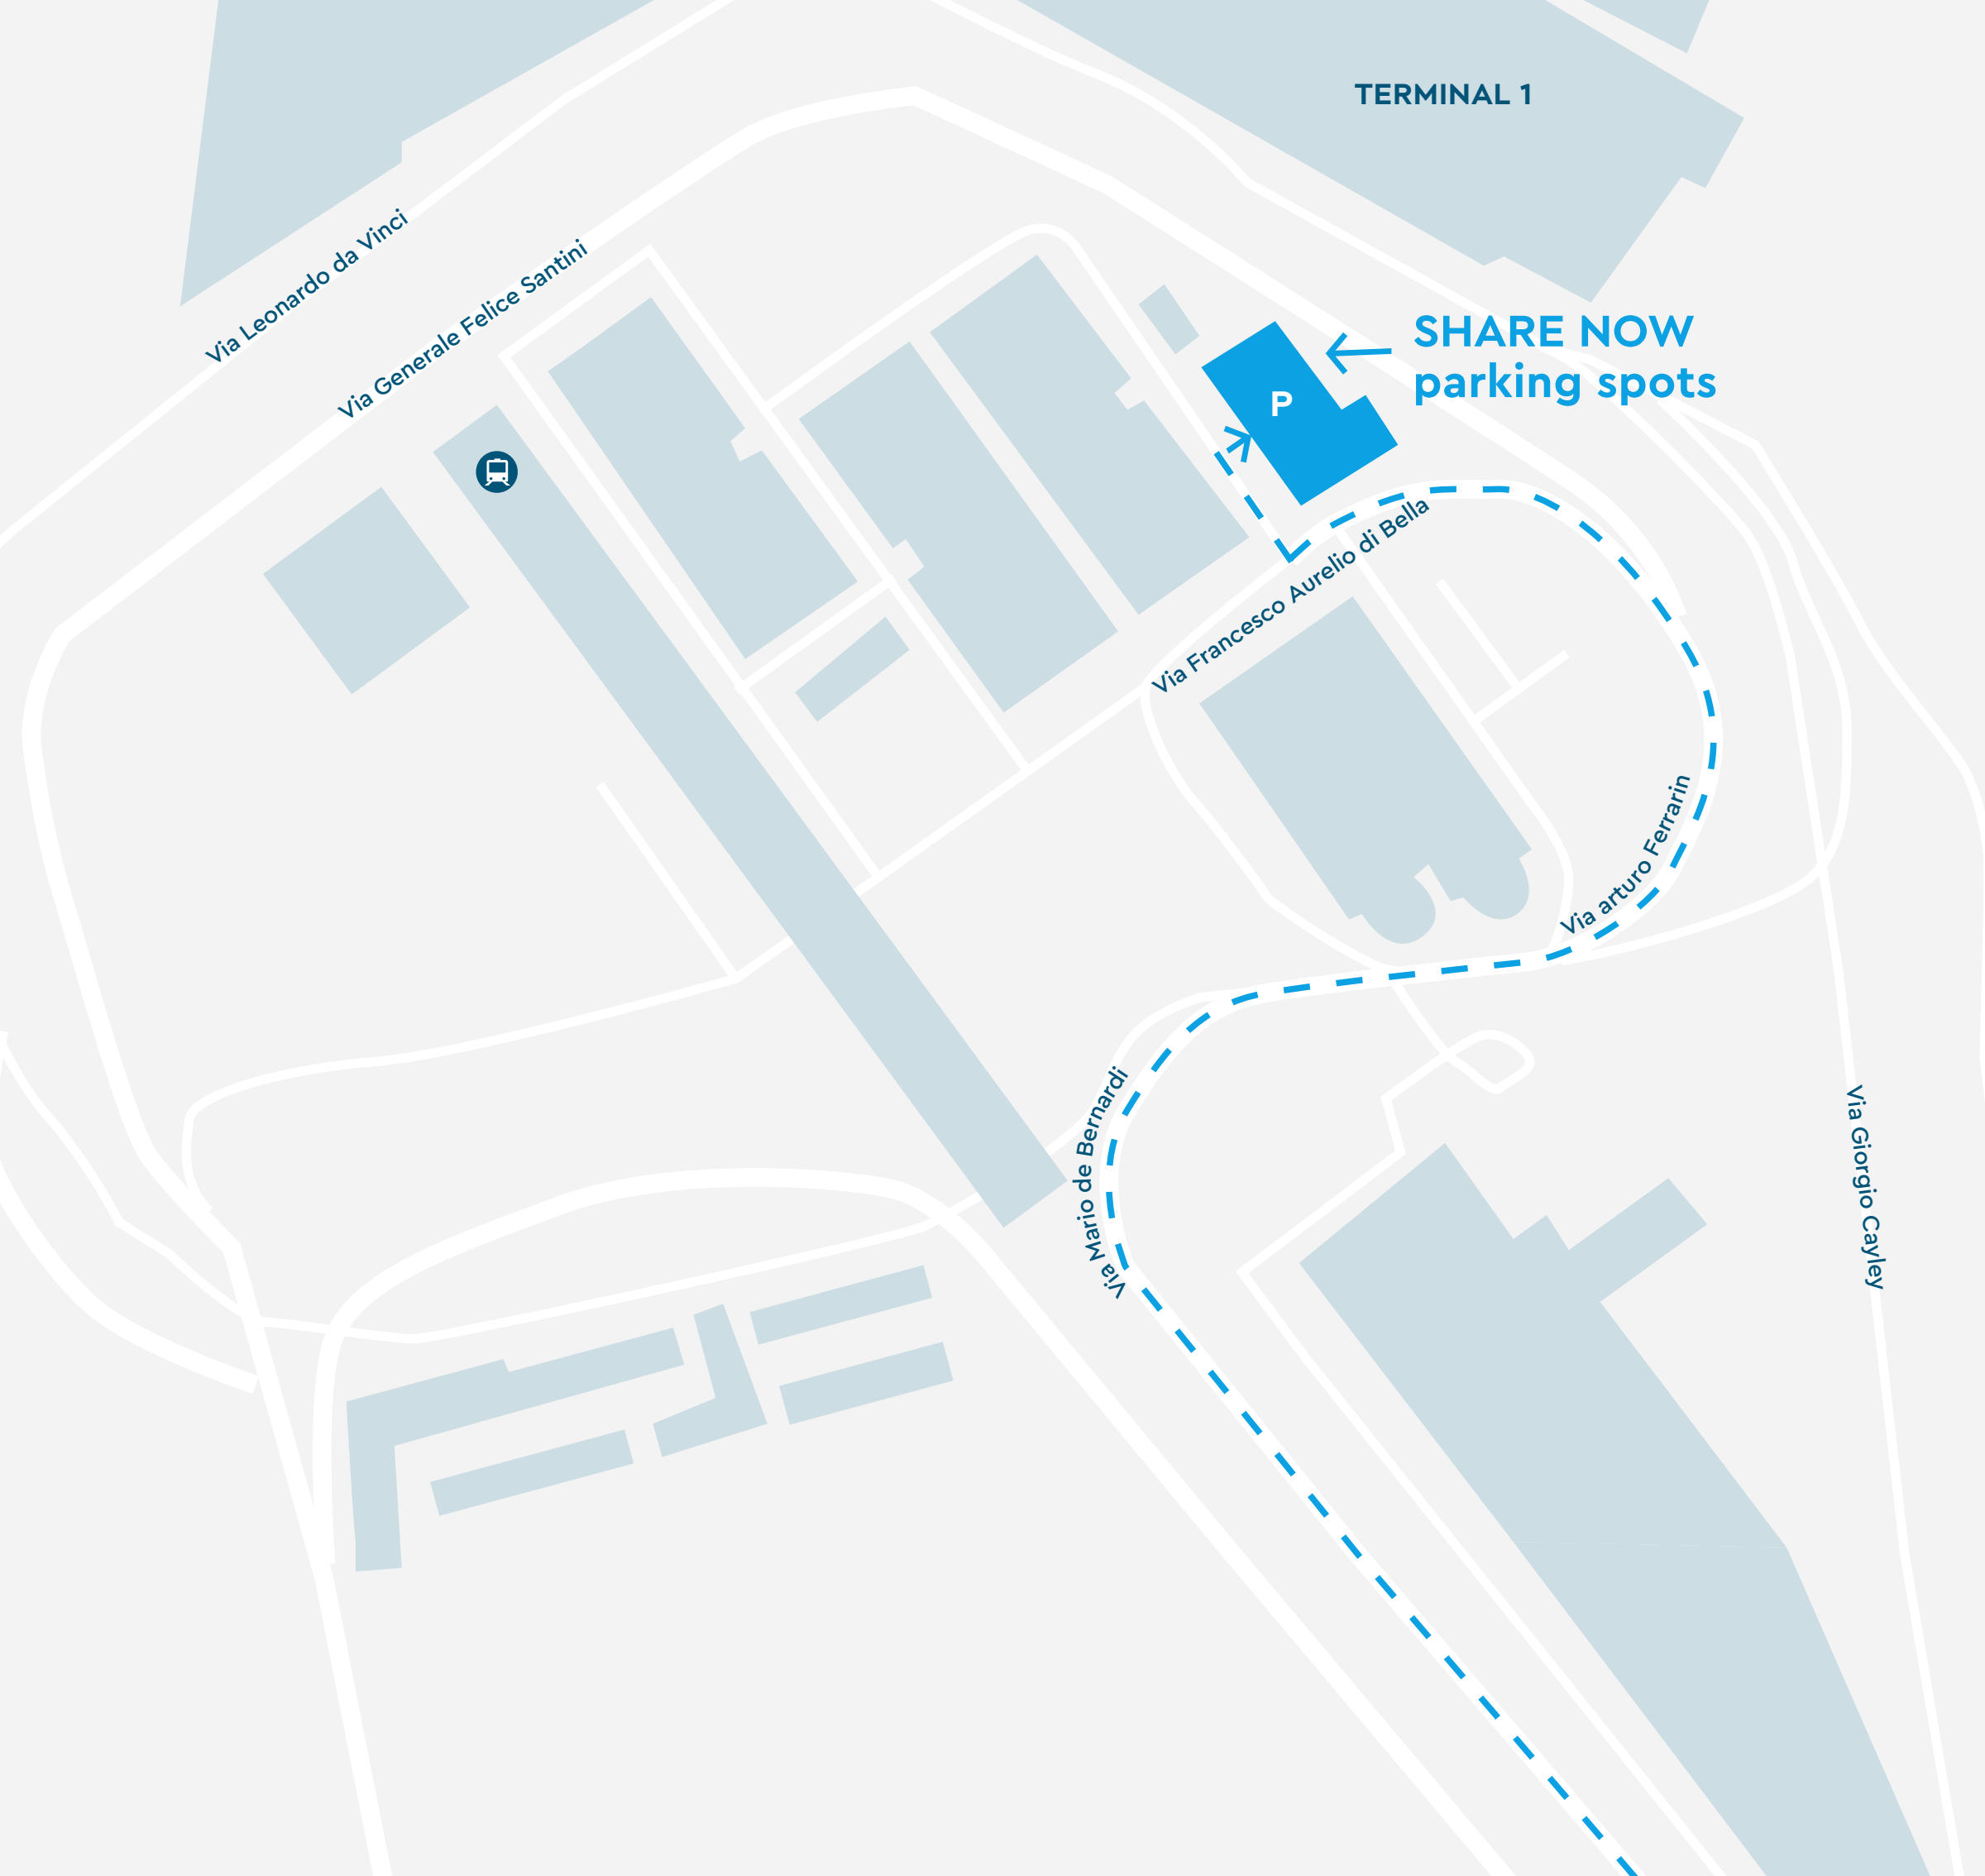 TERMINAL 1
Via Leonardo da Vinci
Via Generale Felice Santini
SHARE NOW
parking spots
P
Via Francesco Aurelio di Bella
Via arturo Ferrarin
Via Mario de Bernardi
Via Giorgio Cayley